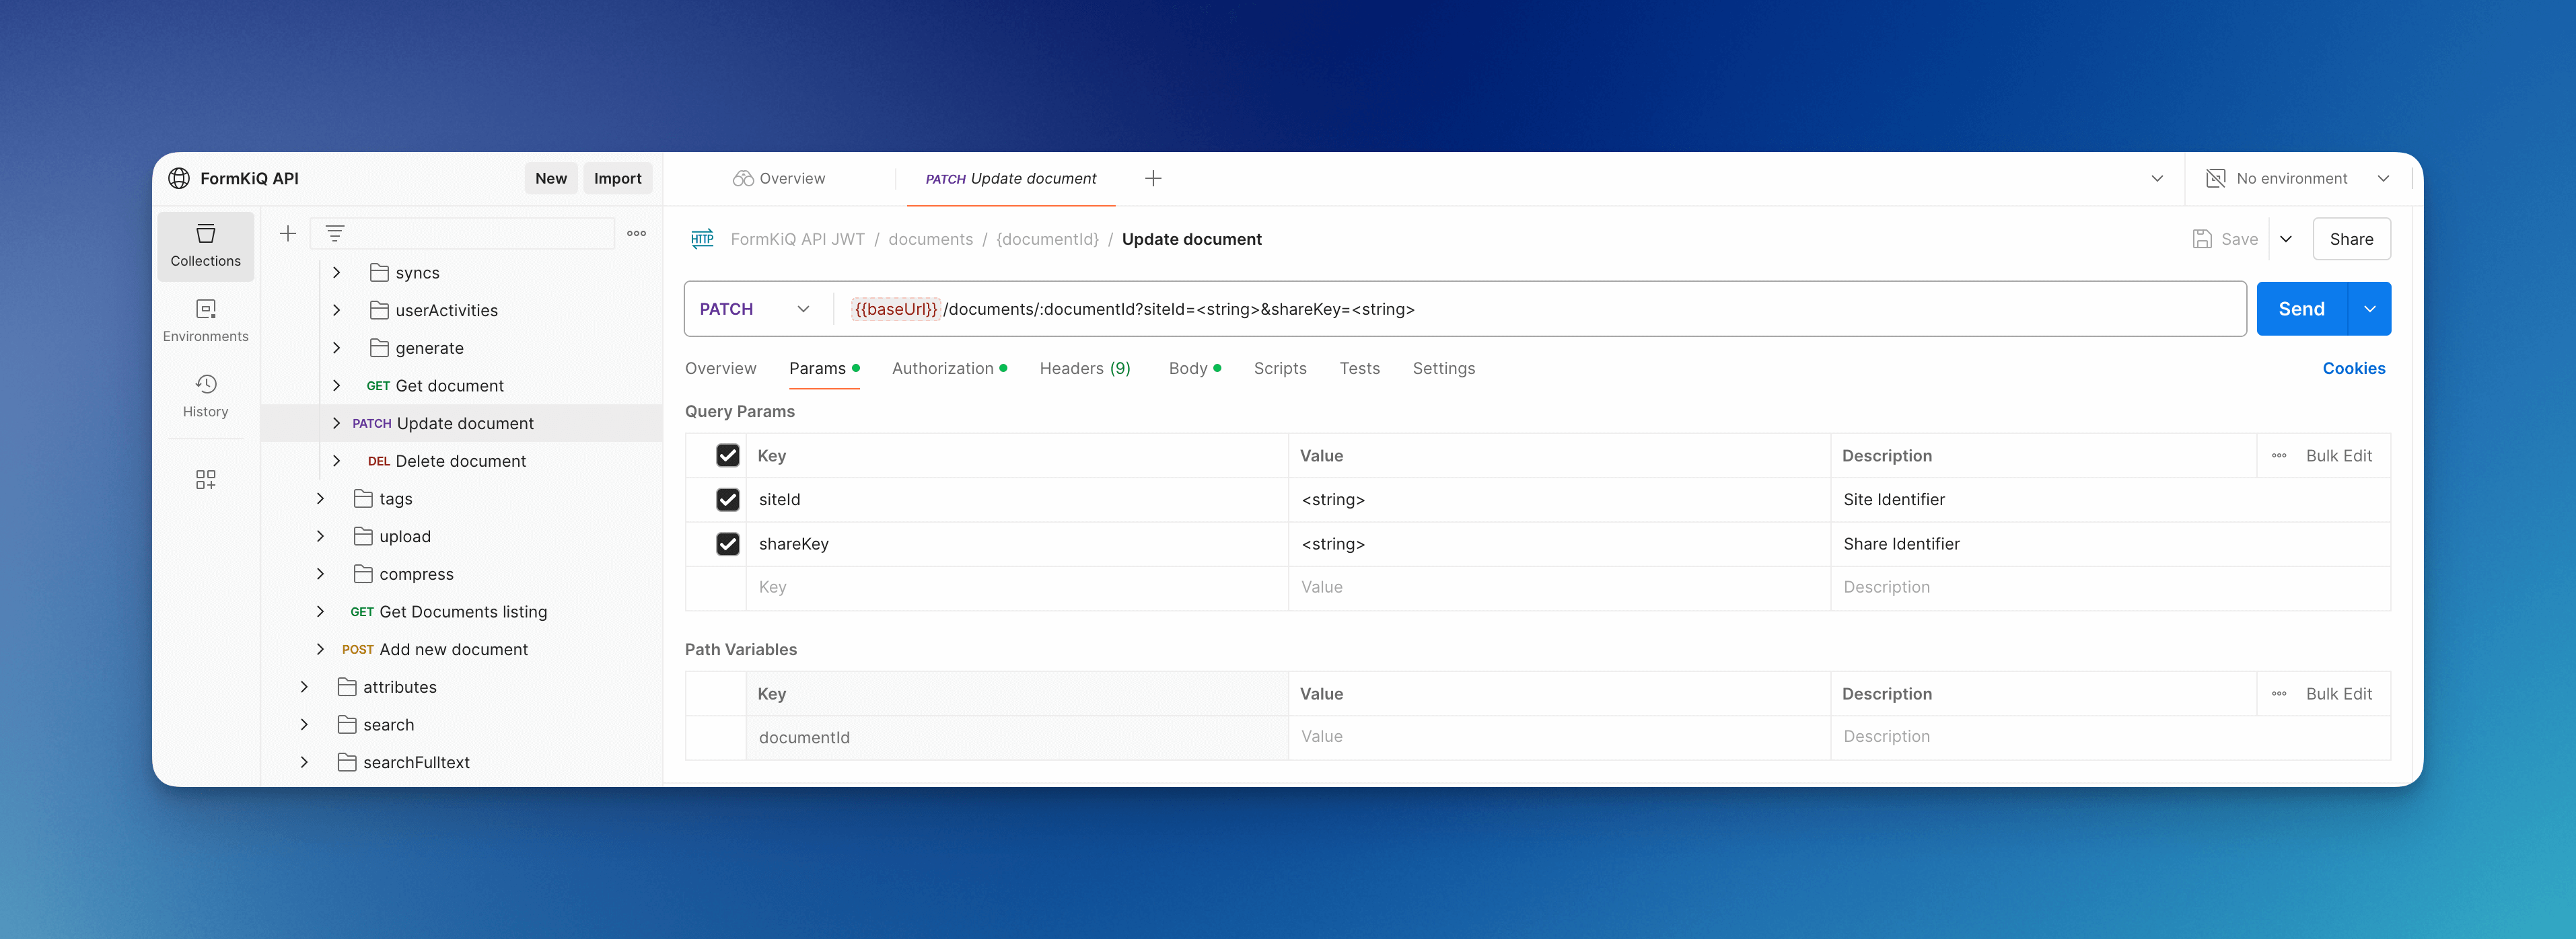 FormKiQ API
New
Import
Overview
PATCH Update document
No environment
Collections
Environments
History
syncs
userActivities
generate
GET Get document
PATCH Update document
DEL Delete document
tags
upload
compress
GET Get Documents listing
POST Add new document
attributes
search
searchFulltext
HTTP FormKiQ API JWT / documents / {documentId} / Update document
Save
Share
PATCH
{{baseUrl}}/documents/:documentId?siteId=<string>&shareKey=<string>
Send
Overview Params Authorization Headers (9) Body Scripts Tests Settings
Cookies
Query Params
Key Value Description Bulk Edit
siteId <string> Site Identifier
shareKey <string> Share Identifier
Key Value Description
Path Variables
Key Value Description Bulk Edit
documentId Value Description